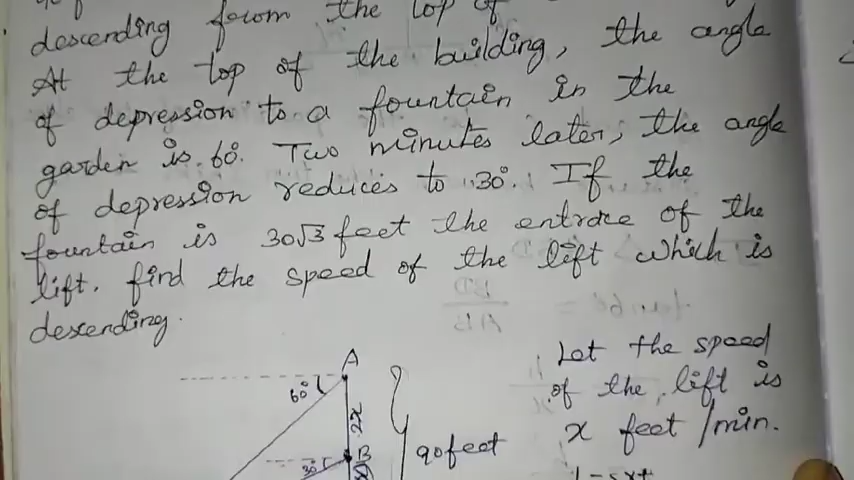 descending from the top of
At the top of the building, the angle
of depression to a fountain in the
garden is 60°. Two minutes later, the angle
of depression reduces to 30°. If the
fountain is 30√3 feet the entrace of the
lift. find the speed of the lift which is
descending.
A
60°
2x
B
30°
90feet
Let the speed
of the lift is
x feet/min.